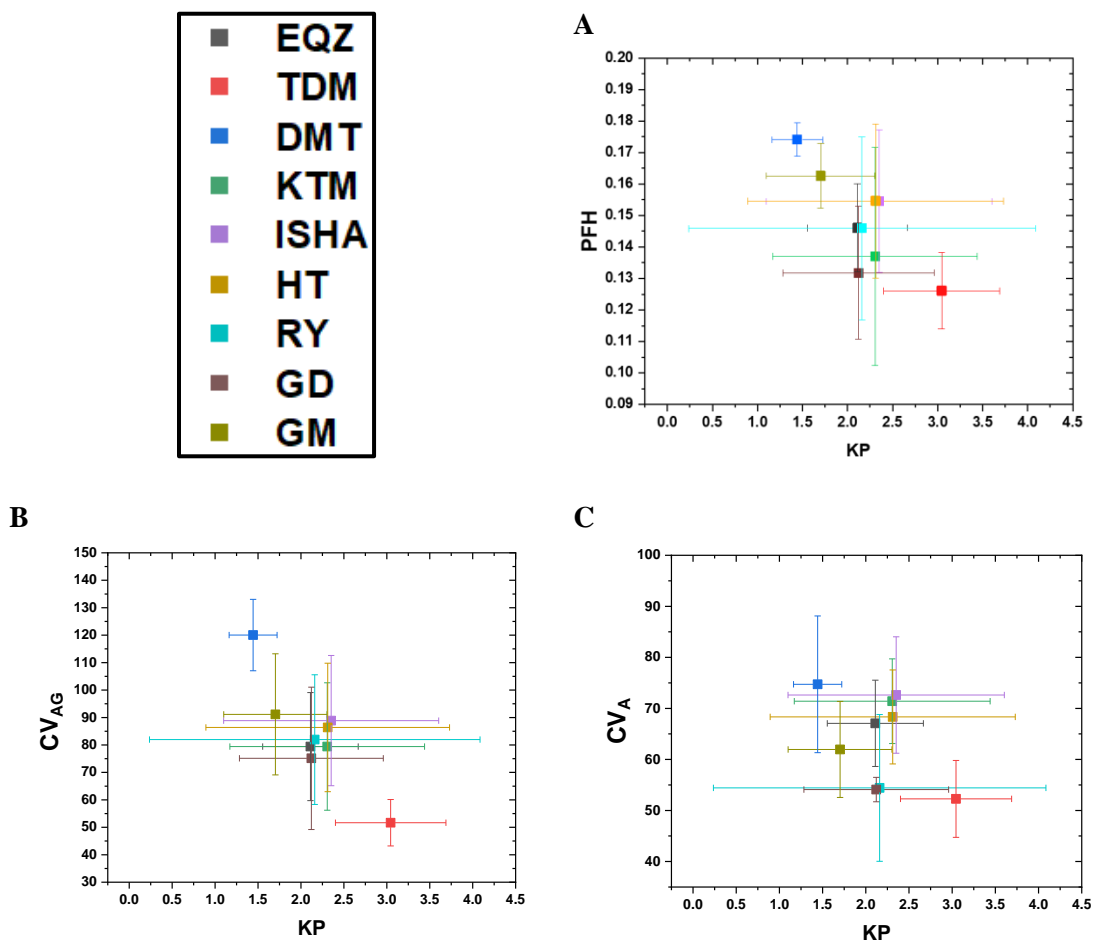 EQZ
TDM
DMT
KTM
ISHA
HT
RY
GD
GM
A
PFH
0.20
0.19
0.18
0.17
0.16
0.15
0.14
0.13
0.12
0.11
0.10
0.09
0.0 0.5 1.0 1.5 2.0 2.5 3.0 3.5 4.0 4.5
KP
B
CV_AG
150
140
130
120
110
100
90
80
70
60
50
40
30
0.0 0.5 1.0 1.5 2.0 2.5 3.0 3.5 4.0 4.5
KP
C
CV_A
100
90
80
70
60
50
40
0.0 0.5 1.0 1.5 2.0 2.5 3.0 3.5 4.0 4.5
KP